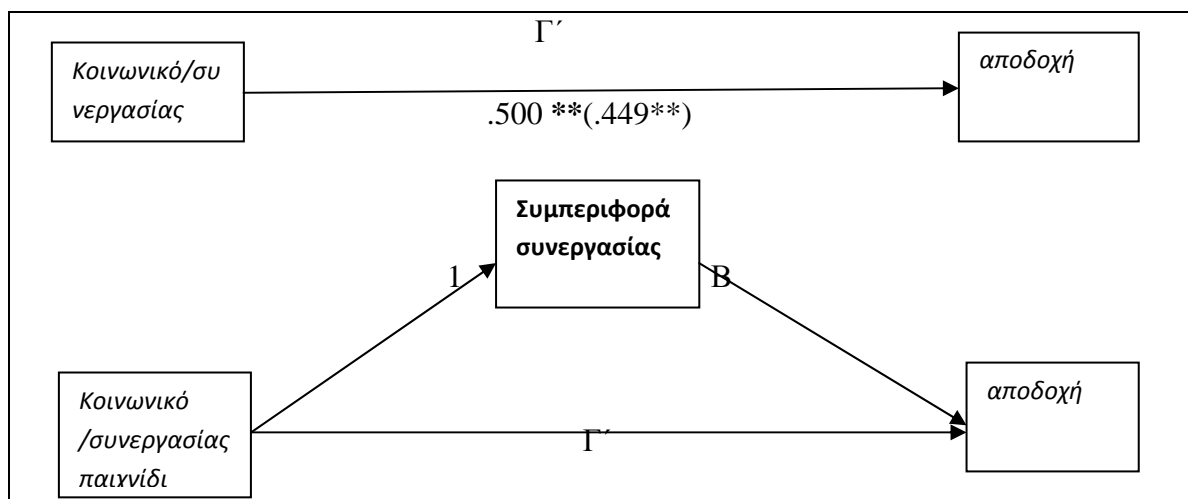 Γ΄
Κοινωνικό/συ
νεργασίας
αποδοχή
.500 **(.449**)
Συμπεριφορά
συνεργασίας
1
Β
Κοινωνικό
/συνεργασίας
παιχνίδι
αποδοχή
Γ΄